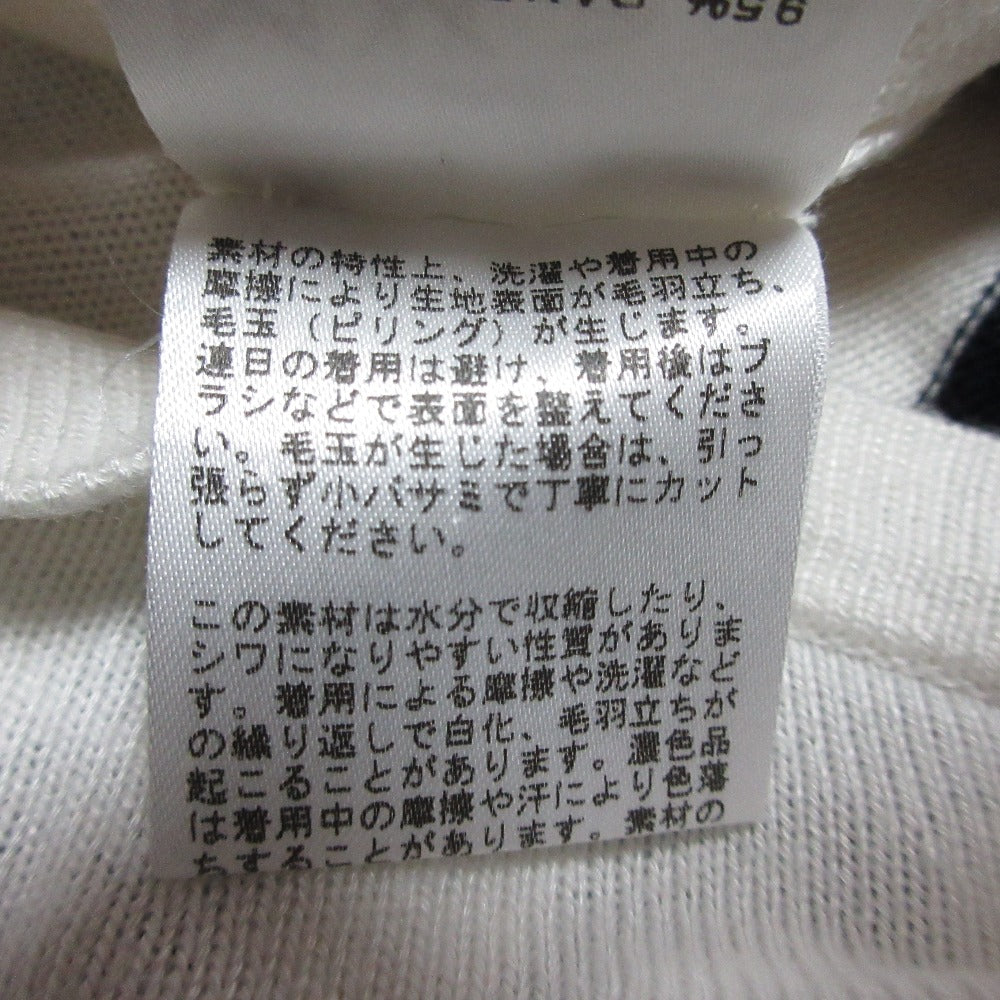 95%
素材の特性上、洗濯や着用中の
摩擦により生地表面が毛羽立ち、
毛玉(ピリング)が生じます。
連日の着用は避け、着用後はブ
ラシなどで表面を整えてくださ
い。毛玉が生じた場合は、引っ
張らず小バサミで丁寧にカット
してください。
この素材は水分で収縮したり、
シワになりやすい性質がありま
す。着用による摩擦や洗濯など
の繰り返しで白化、毛羽立ちが
起こることがあります。濃色品
は着用中の摩擦や汗により色落
ちすることがあります。素材の